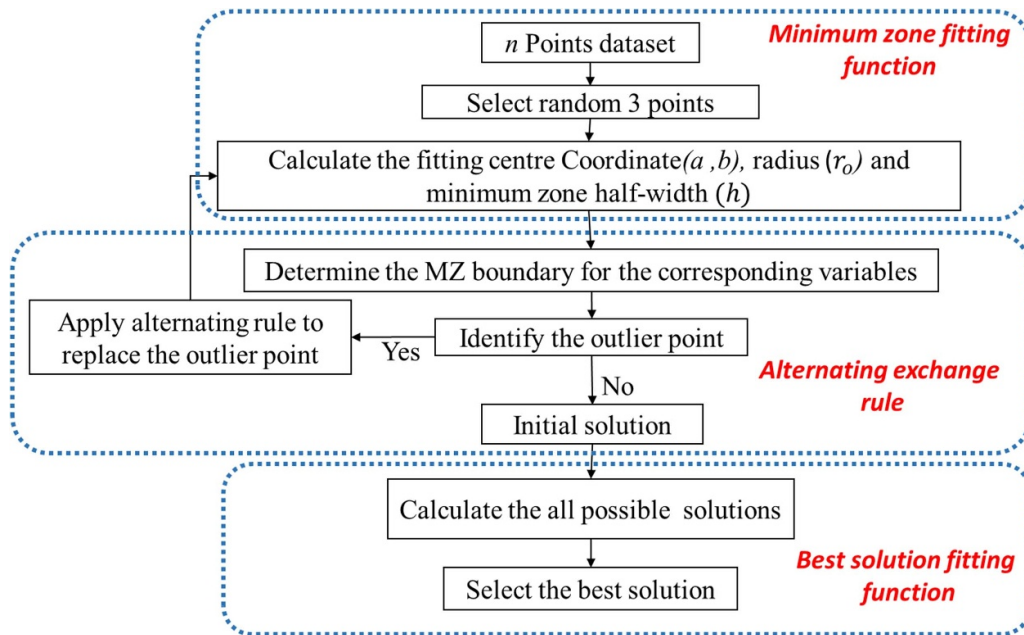 n Points dataset
Minimum zone fitting
function
Select random 3 points
Calculate the fitting centre Coordinate(a ,b), radius (rₒ) and
minimum zone half-width (h)
Determine the MZ boundary for the corresponding variables
Apply alternating rule to
replace the outlier point
Yes
Identify the outlier point
No
Alternating exchange
rule
Initial solution
Calculate the all possible solutions
Best solution fitting
function
Select the best solution